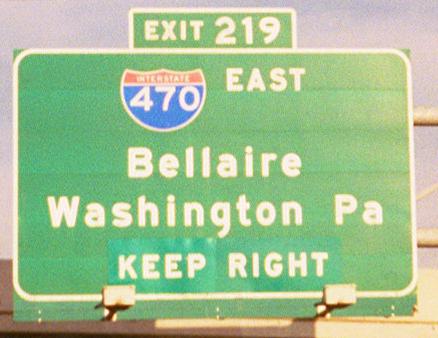 EXIT 219
INTERSTATE
470 EAST
Bellaire
Washington Pa
KEEP RIGHT